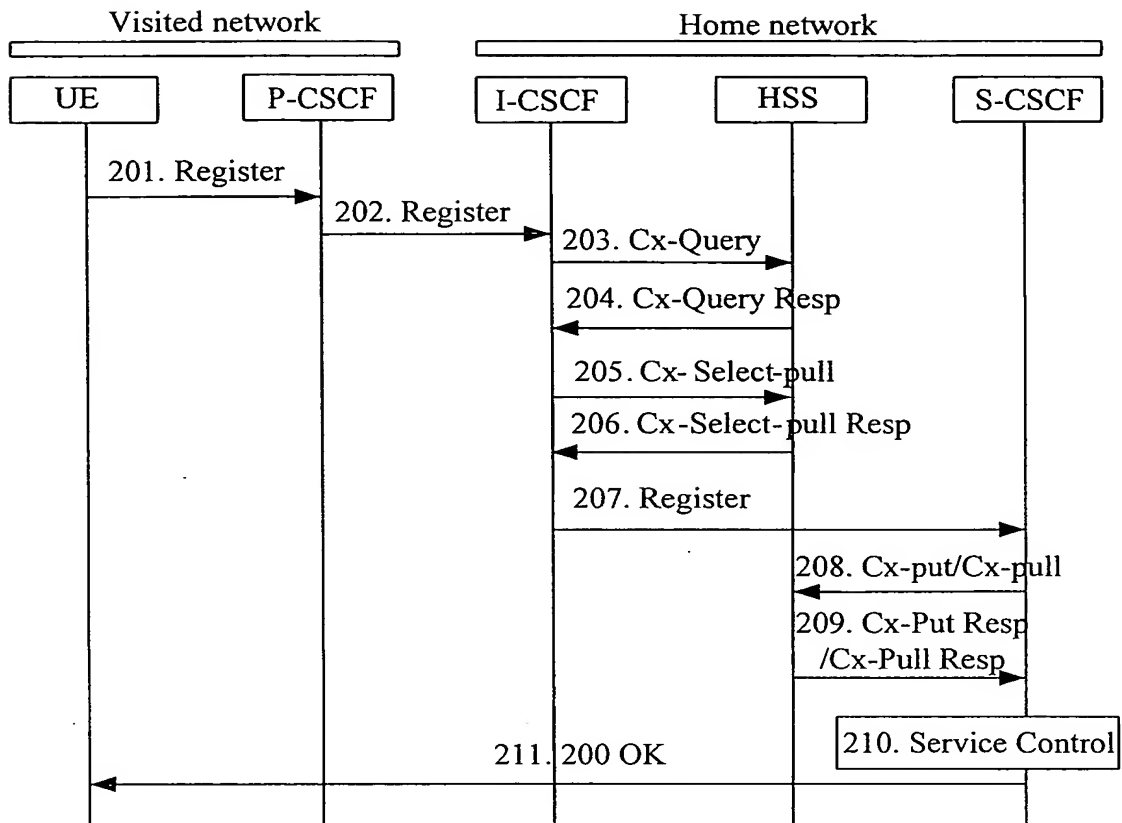 Visited network
Home network
UE
P-CSCF
I-CSCF
HSS
S-CSCF
201. Register
202. Register
203. Cx-Query
204. Cx-Query Resp
205. Cx- Select-pull
206. Cx-Select-pull Resp
207. Register
208. Cx-put/Cx-pull
209. Cx-Put Resp
/Cx-Pull Resp
210. Service Control
211. 200 OK